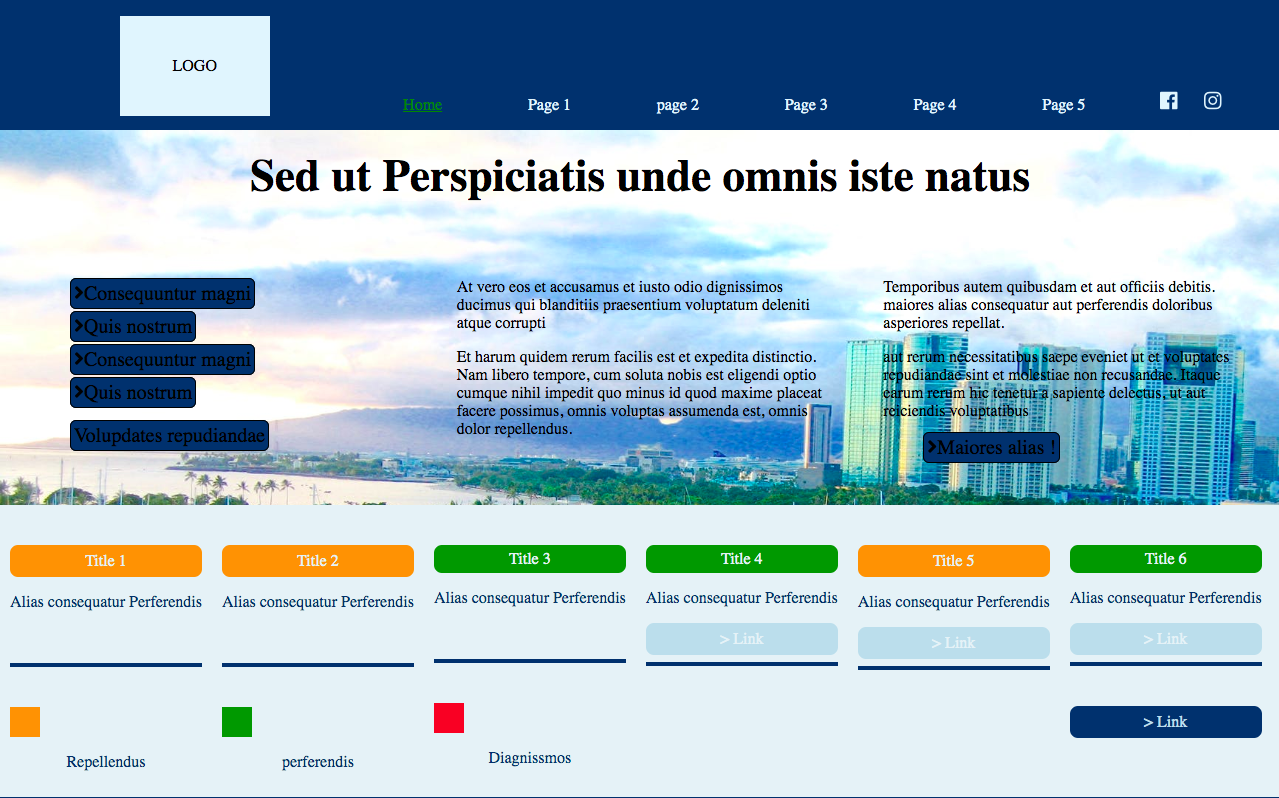 LOGO
Home Page 1 page 2 Page 3 Page 4 Page 5
Sed ut Perspiciatis unde omnis iste natus
Consequuntur magni
Quis nostrum
Consequuntur magni
Quis nostrum
Volupdates repudiandae
At vero eos et accusamus et iusto odio dignissimos
ducimus qui blanditiis praesentium voluptatum deleniti
atque corrupti
Et harum quidem rerum facilis est et expedita distinctio.
Nam libero tempore, cum soluta nobis est eligendi optio
cumque nihil impedit quo minus id quod maxime placeat
facere possimus, omnis voluptas assumenda est, omnis
dolor repellendus.
Temporibus autem quibusdam et aut officiis debitis.
maiores alias consequatur aut perferendis doloribus
asperiores repellat.
aut rerum necessitatibus saepe eveniet ut et voluptates
repudiandae sint et molestiae non recusandae. Itaque
earum rerum hic tenetur a sapiente delectus, ut aut
reiciendis voluptatibus
Maiores alias !
Title 1
Alias consequatur Perferendis
Title 2
Alias consequatur Perferendis
Title 3
Alias consequatur Perferendis
Title 4
Alias consequatur Perferendis
> Link
Title 5
Alias consequatur Perferendis
> Link
Title 6
Alias consequatur Perferendis
> Link
Repellendus
perferendis
Diagnissmos
> Link